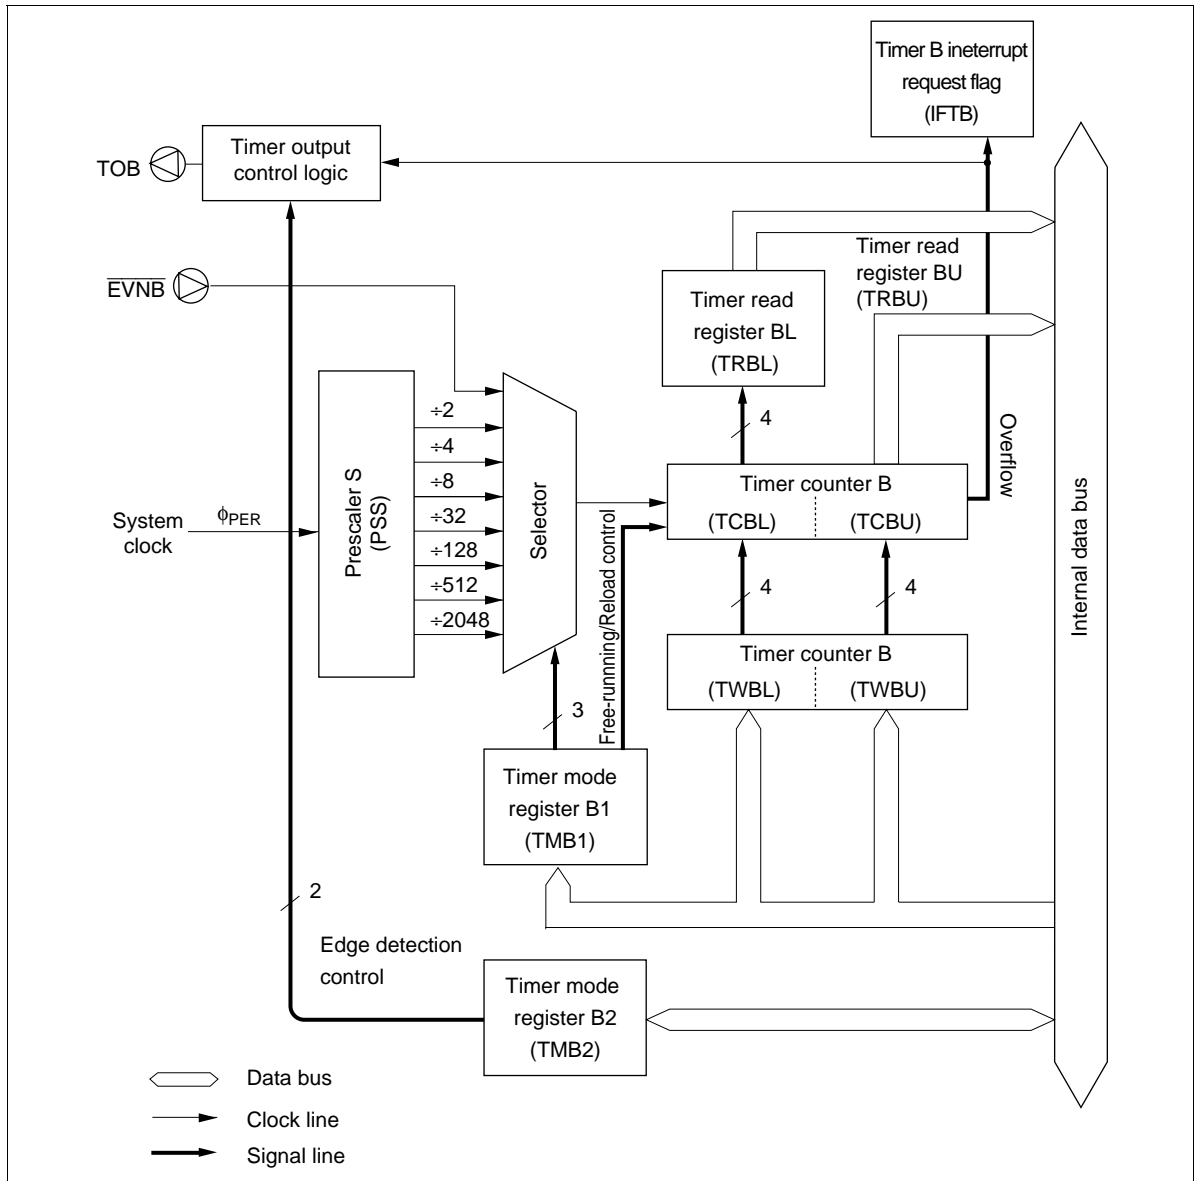 Timer B ineterrupt
request flag
(IFTB)
Timer output
control logic
TOB
EVNB
Timer read
register BU
(TRBU)
Timer read
register BL
(TRBL)
4
Overflow
Internal data bus
System
clock
ϕPER
Prescaler S
(PSS)
÷2
÷4
÷8
÷32
÷128
÷512
÷2048
Selector
Free-runnning/Reload control
Timer counter B
(TCBL)
(TCBU)
4
4
Timer counter B
(TWBL)
(TWBU)
3
Timer mode
register B1
(TMB1)
2
Edge detection
control
Timer mode
register B2
(TMB2)
Data bus
Clock line
Signal line